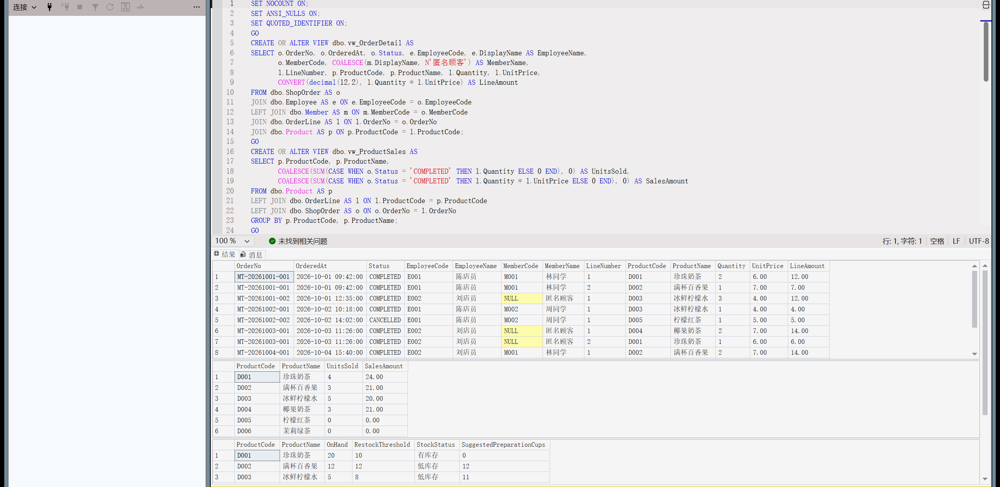 连接
1 SET NOCOUNT ON;
2 SET ANSI_NULLS ON;
3 SET QUOTED_IDENTIFIER ON;
4 GO
5 CREATE OR ALTER VIEW dbo.vw_OrderDetail AS
6 SELECT o.OrderNo, o.OrderedAt, o.Status, e.EmployeeCode, e.DisplayName AS EmployeeName,
7 o.MemberCode, COALESCE(m.DisplayName, N'匿名顾客') AS MemberName,
8 l.LineNumber, p.ProductCode, p.ProductName, l.Quantity, l.UnitPrice,
9 CONVERT(decimal(12,2), l.Quantity * l.UnitPrice) AS LineAmount
10 FROM dbo.ShopOrder AS o
11 JOIN dbo.Employee AS e ON e.EmployeeCode = o.EmployeeCode
12 LEFT JOIN dbo.Member AS m ON m.MemberCode = o.MemberCode
13 JOIN dbo.OrderLine AS l ON l.OrderNo = o.OrderNo
14 JOIN dbo.Product AS p ON p.ProductCode = l.ProductCode;
15 GO
16 CREATE OR ALTER VIEW dbo.vw_ProductSales AS
17 SELECT p.ProductCode, p.ProductName,
18 COALESCE(SUM(CASE WHEN o.Status = 'COMPLETED' THEN l.Quantity ELSE 0 END), 0) AS UnitsSold,
19 COALESCE(SUM(CASE WHEN o.Status = 'COMPLETED' THEN l.Quantity * l.UnitPrice ELSE 0 END), 0) AS SalesAmount
20 FROM dbo.Product AS p
21 LEFT JOIN dbo.OrderLine AS l ON l.ProductCode = p.ProductCode
22 LEFT JOIN dbo.ShopOrder AS o ON o.OrderNo = l.OrderNo
23 GROUP BY p.ProductCode, p.ProductName;
24 GO
100 % 未找到相关问题 行: 1, 字符: 1 空格 LF UTF-8
结果 消息
OrderNo OrderedAt Status EmployeeCode EmployeeName MemberCode MemberName LineNumber ProductCode ProductName Quantity UnitPrice LineAmount
1 MT-20261001-001 2026-10-01 09:42:00 COMPLETED E001 陈店员 M001 林同学 1 D001 珍珠奶茶 2 6.00 12.00
2 MT-20261001-001 2026-10-01 09:42:00 COMPLETED E001 陈店员 M001 林同学 2 D002 满杯百香果 1 7.00 7.00
3 MT-20261001-002 2026-10-01 12:35:00 COMPLETED E002 刘店员 NULL 匿名顾客 1 D003 冰鲜柠檬水 3 4.00 12.00
4 MT-20261002-001 2026-10-02 10:18:00 COMPLETED E001 陈店员 M002 周同学 1 D003 冰鲜柠檬水 1 4.00 4.00
5 MT-20261002-002 2026-10-02 14:02:00 CANCELLED E001 陈店员 M002 周同学 1 D005 柠檬红茶 1 5.00 5.00
6 MT-20261003-001 2026-10-03 11:26:00 COMPLETED E002 刘店员 NULL 匿名顾客 1 D004 椰果奶茶 2 7.00 14.00
7 MT-20261003-001 2026-10-03 11:26:00 COMPLETED E002 刘店员 NULL 匿名顾客 2 D001 珍珠奶茶 1 6.00 6.00
8 MT-20261004-001 2026-10-04 15:40:00 COMPLETED E002 刘店员 M001 林同学 1 D002 满杯百香果 2 7.00 14.00
ProductCode ProductName UnitsSold SalesAmount
1 D001 珍珠奶茶 4 24.00
2 D002 满杯百香果 3 21.00
3 D003 冰鲜柠檬水 5 20.00
4 D004 椰果奶茶 3 21.00
5 D005 柠檬红茶 0 0.00
6 D006 茉莉绿茶 0 0.00
ProductCode ProductName OnHand RestockThreshold StockStatus SuggestedPreparationCups
1 D001 珍珠奶茶 20 10 有库存 0
2 D002 满杯百香果 12 12 低库存 12
3 D003 冰鲜柠檬水 5 8 低库存 11